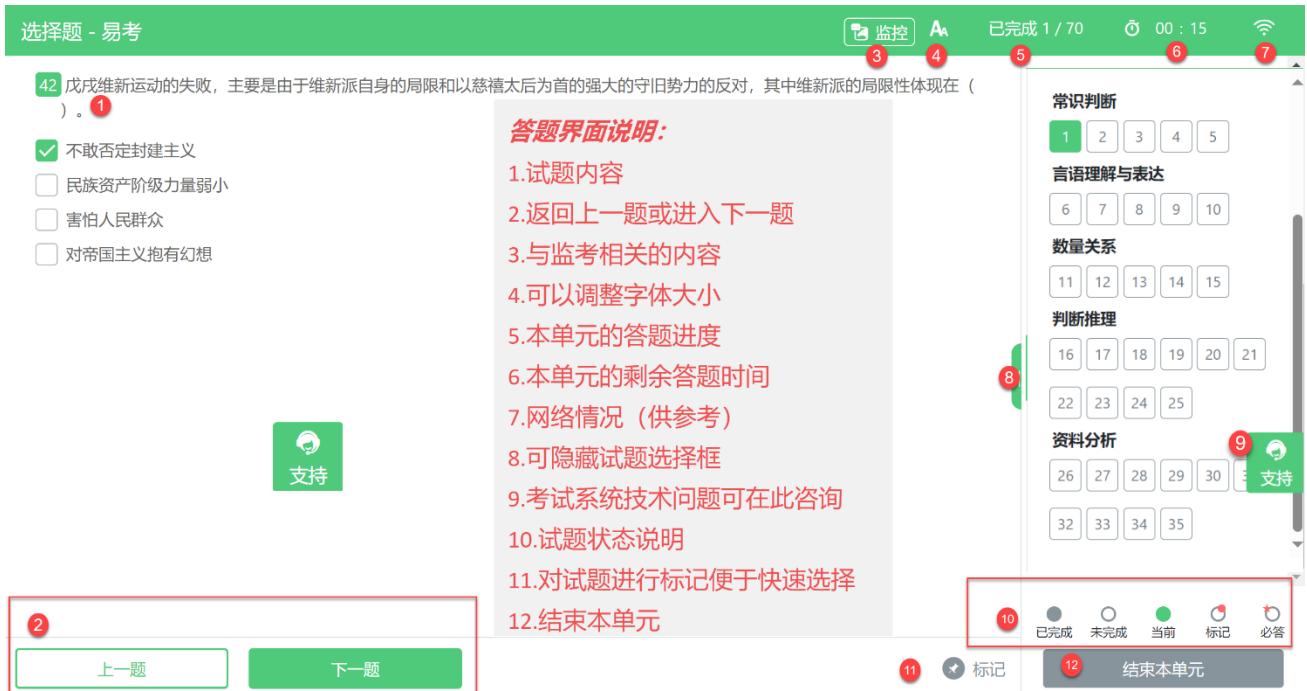 选择题 - 易考
监控
AA
已完成 1 / 70
00 : 15
3
4
5
6
7
42 戊戌维新运动的失败，主要是由于维新派自身的局限和以慈禧太后为首的强大的守旧势力的反对，其中维新派的局限性体现在（
）。
1
不敢否定封建主义
民族资产阶级力量弱小
害怕人民群众
对帝国主义抱有幻想
支持
答题界面说明：
1.试题内容
2.返回上一题或进入下一题
3.与监考相关的内容
4.可以调整字体大小
5.本单元的答题进度
6.本单元的剩余答题时间
7.网络情况（供参考）
8.可隐藏试题选择框
9.考试系统技术问题可在此咨询
10.试题状态说明
11.对试题进行标记便于快速选择
12.结束本单元
常识判断
1 2 3 4 5
言语理解与表达
6 7 8 9 10
数量关系
11 12 13 14 15
判断推理
16 17 18 19 20 21
8
22 23 24 25
资料分析
9
支持
26 27 28 29 30
32 33 34 35
10
已完成 未完成 当前 标记 必答
2
上一题
下一题
11
标记
12
结束本单元